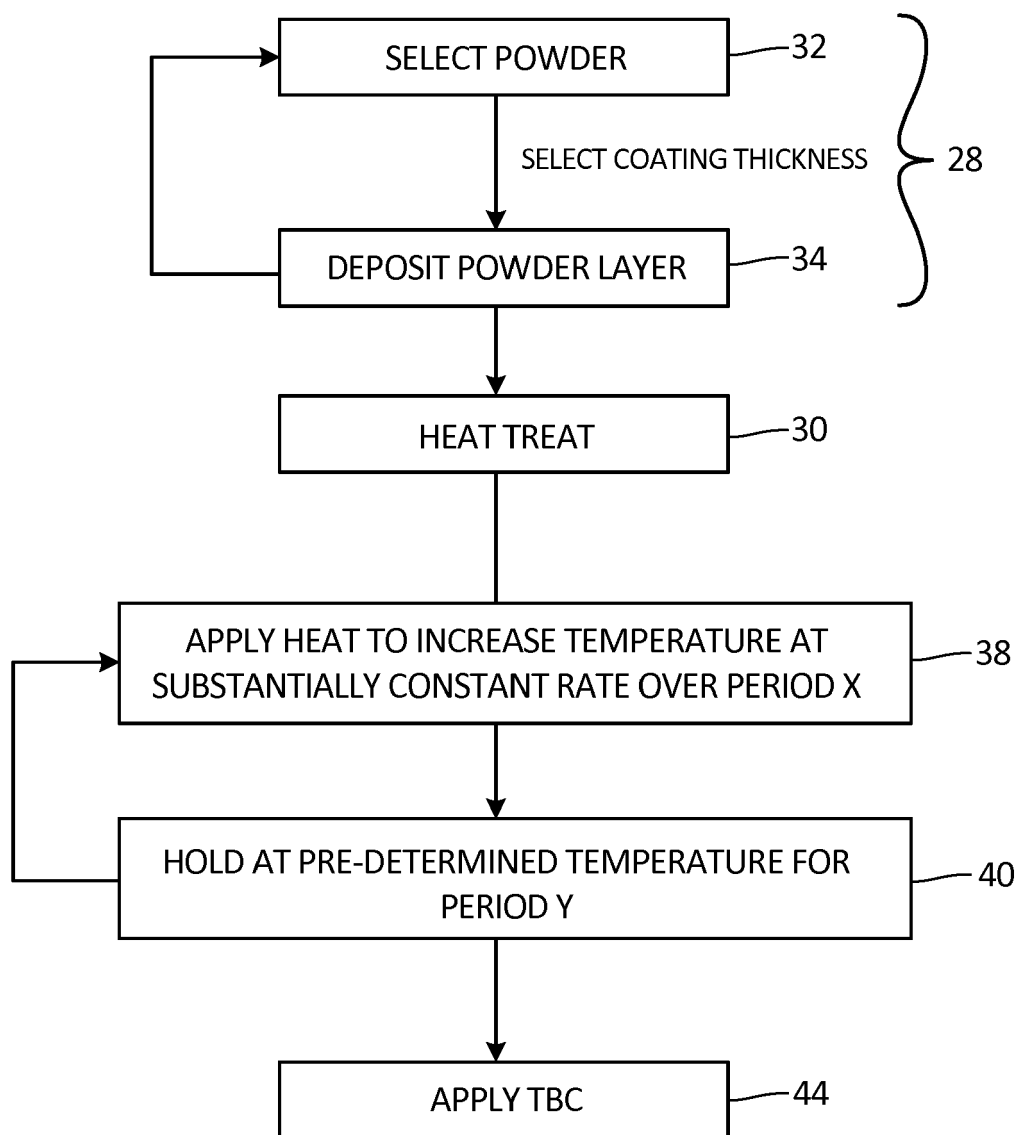 SELECT POWDER
32
SELECT COATING THICKNESS
28
DEPOSIT POWDER LAYER
34
HEAT TREAT
30
APPLY HEAT TO INCREASE TEMPERATURE AT
SUBSTANTIALLY CONSTANT RATE OVER PERIOD X
38
HOLD AT PRE-DETERMINED TEMPERATURE FOR
PERIOD Y
40
APPLY TBC
44